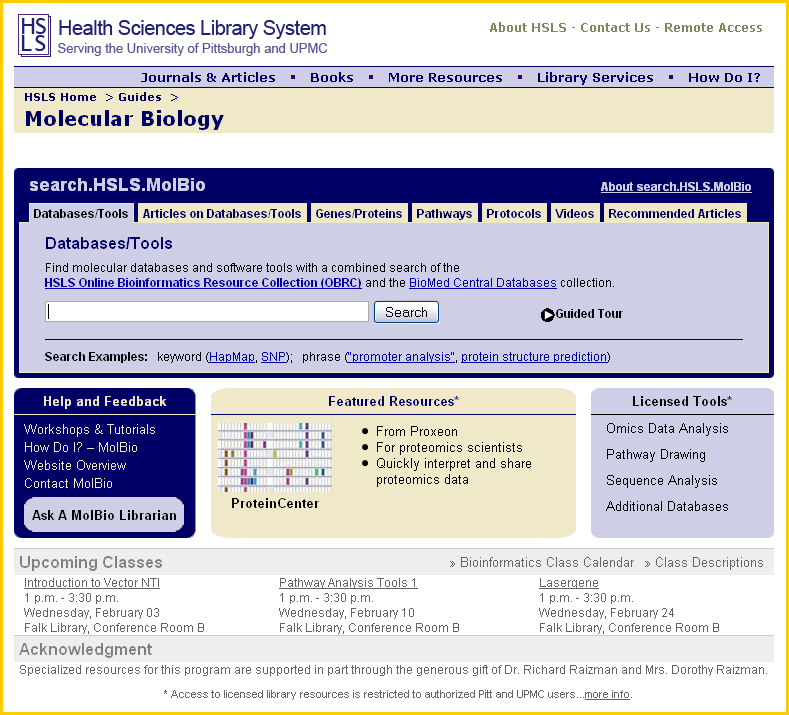 HSLS
Health Sciences Library System
Serving the University of Pittsburgh and UPMC
About HSLS - Contact Us - Remote Access
Journals & Articles ▪ Books ▪ More Resources ▪ Library Services ▪ How Do I?
HSLS Home > Guides >
Molecular Biology
search.HSLS.MolBio
About search.HSLS.MolBio
Databases/Tools Articles on Databases/Tools Genes/Proteins Pathways Protocols Videos Recommended Articles
Databases/Tools
Find molecular databases and software tools with a combined search of the
HSLS Online Bioinformatics Resource Collection (OBRC) and the BioMed Central Databases collection.
Search
Guided Tour
Search Examples: keyword (HapMap, SNP); phrase ("promoter analysis", protein structure prediction)
Help and Feedback
Workshops & Tutorials
How Do I? – MolBio
Website Overview
Contact MolBio
Ask A MolBio Librarian
Featured Resources*
ProteinCenter
• From Proxeon
• For proteomics scientists
• Quickly interpret and share
proteomics data
Licensed Tools*
Omics Data Analysis
Pathway Drawing
Sequence Analysis
Additional Databases
Upcoming Classes
» Bioinformatics Class Calendar » Class Descriptions
Introduction to Vector NTI
1 p.m. - 3:30 p.m.
Wednesday, February 03
Falk Library, Conference Room B
Pathway Analysis Tools 1
1 p.m. - 3:30 p.m.
Wednesday, February 10
Falk Library, Conference Room B
Lasergene
1 p.m. - 3:30 p.m.
Wednesday, February 24
Falk Library, Conference Room B
Acknowledgment
Specialized resources for this program are supported in part through the generous gift of Dr. Richard Raizman and Mrs. Dorothy Raizman.
* Access to licensed library resources is restricted to authorized Pitt and UPMC users...more info.